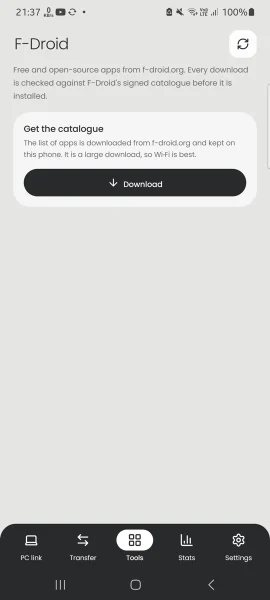 21:37
100%
F-Droid
Free and open-source apps from f-droid.org. Every download
is checked against F-Droid's signed catalogue before it is
installed.
Get the catalogue
The list of apps is downloaded from f-droid.org and kept on
this phone. It is a large download, so Wi-Fi is best.
Download
PC link
Transfer
Tools
Stats
Settings